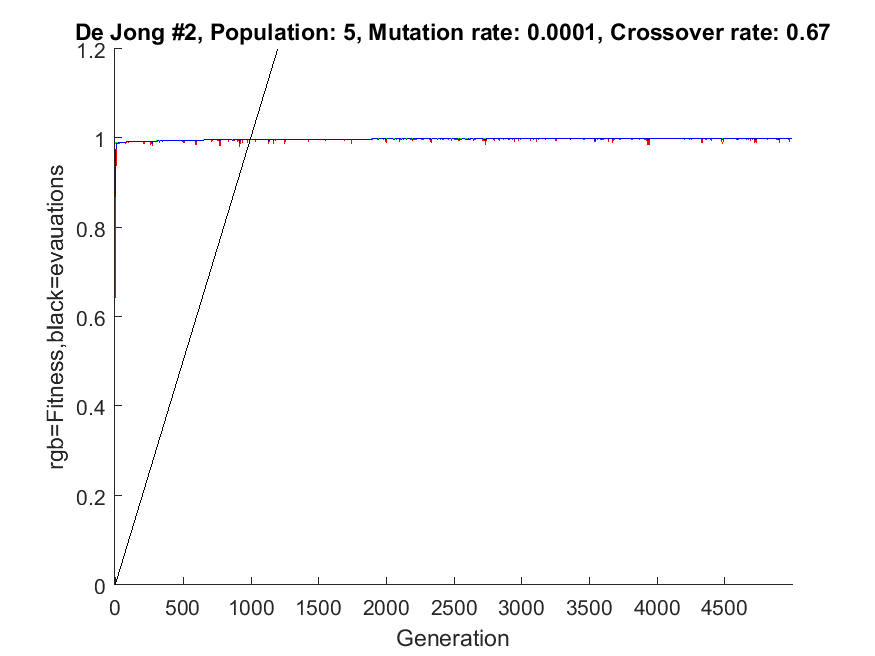 De Jong #2, Population: 5, Mutation rate: 0.0001, Crossover rate: 0.67
1.2
1
0.8
0.6
0.4
0.2
0
rgb=Fitness,black=evauations
0 500 1000 1500 2000 2500 3000 3500 4000 4500
Generation